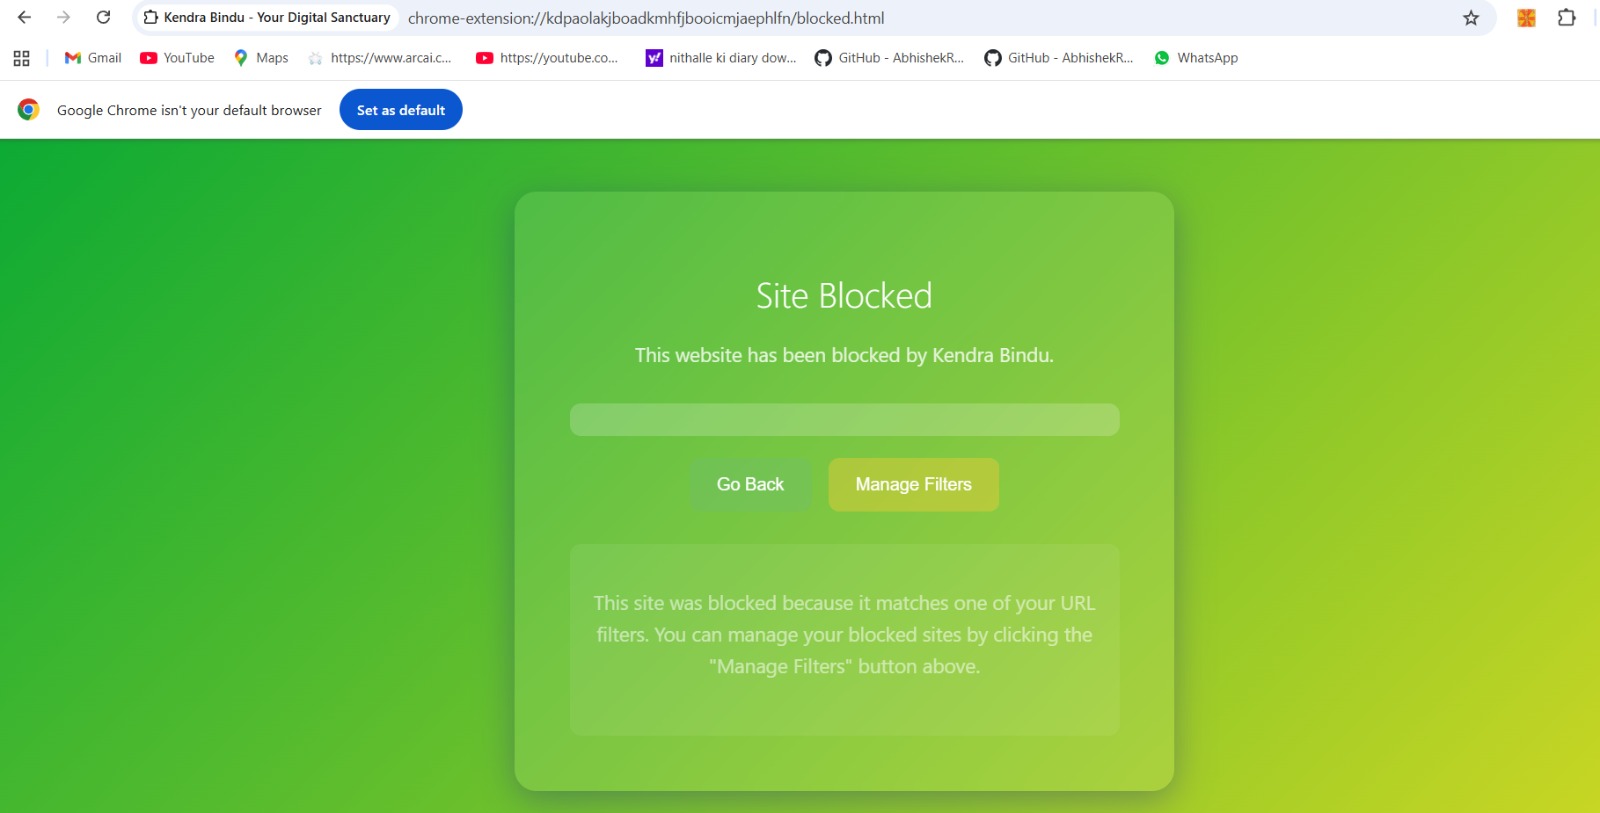 Kendra Bindu - Your Digital Sanctuary chrome-extension://kdpaolakjboadkmhfjbooicmjaephlfn/blocked.html
Gmail YouTube Maps https://www.arcai.c... https://youtube.co... nithalle ki diary dow... GitHub - AbhishekR... GitHub - AbhishekR... WhatsApp
Google Chrome isn't your default browser Set as default
Site Blocked
This website has been blocked by Kendra Bindu.
Go Back Manage Filters
This site was blocked because it matches one of your URL
filters. You can manage your blocked sites by clicking the
"Manage Filters" button above.